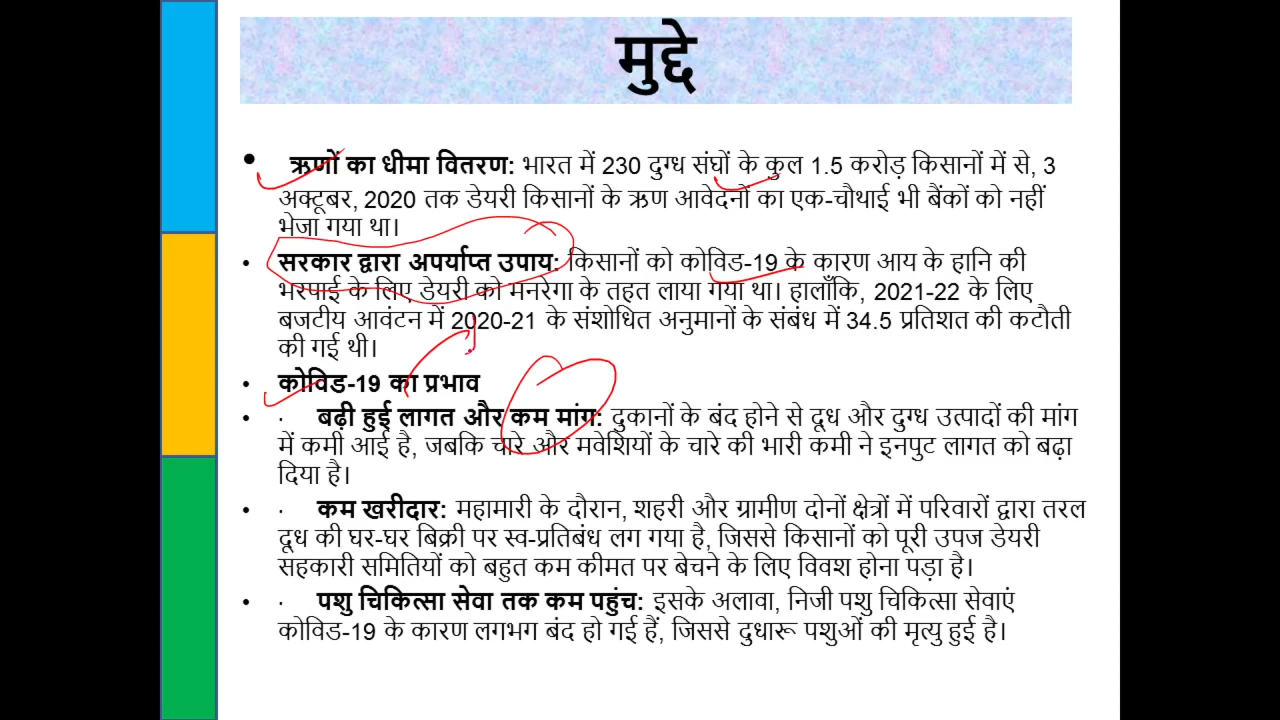 मुद्दे
• ऋणों का धीमा वितरण: भारत में 230 दुग्ध संघों के कुल 1.5 करोड़ किसानों में से, 3
अक्टूबर, 2020 तक डेयरी किसानों के ऋण आवेदनों का एक-चौथाई भी बैंकों को नहीं
भेजा गया था।
• सरकार द्वारा अपर्याप्त उपाय: किसानों को कोविड-19 के कारण आय के हानि की
भरपाई के लिए डेयरी को मनरेगा के तहत लाया गया था। हालाँकि, 2021-22 के लिए
बजटीय आवंटन में 2020-21 के संशोधित अनुमानों के संबंध में 34.5 प्रतिशत की कटौती
की गई थी।
• कोविड-19 का प्रभाव
• · बढ़ी हुई लागत और कम मांग: दुकानों के बंद होने से दूध और दुग्ध उत्पादों की मांग
में कमी आई है, जबकि चारे और मवेशियों के चारे की भारी कमी ने इनपुट लागत को बढ़ा
दिया है।
• · कम खरीदार: महामारी के दौरान, शहरी और ग्रामीण दोनों क्षेत्रों में परिवारों द्वारा तरल
दूध की घर-घर बिक्री पर स्व-प्रतिबंध लग गया है, जिससे किसानों को पूरी उपज डेयरी
सहकारी समितियों को बहुत कम कीमत पर बेचने के लिए विवश होना पड़ा है।
• · पशु चिकित्सा सेवा तक कम पहुंच: इसके अलावा, निजी पशु चिकित्सा सेवाएं
कोविड-19 के कारण लगभग बंद हो गई हैं, जिससे दुधारू पशुओं की मृत्यु हुई है।